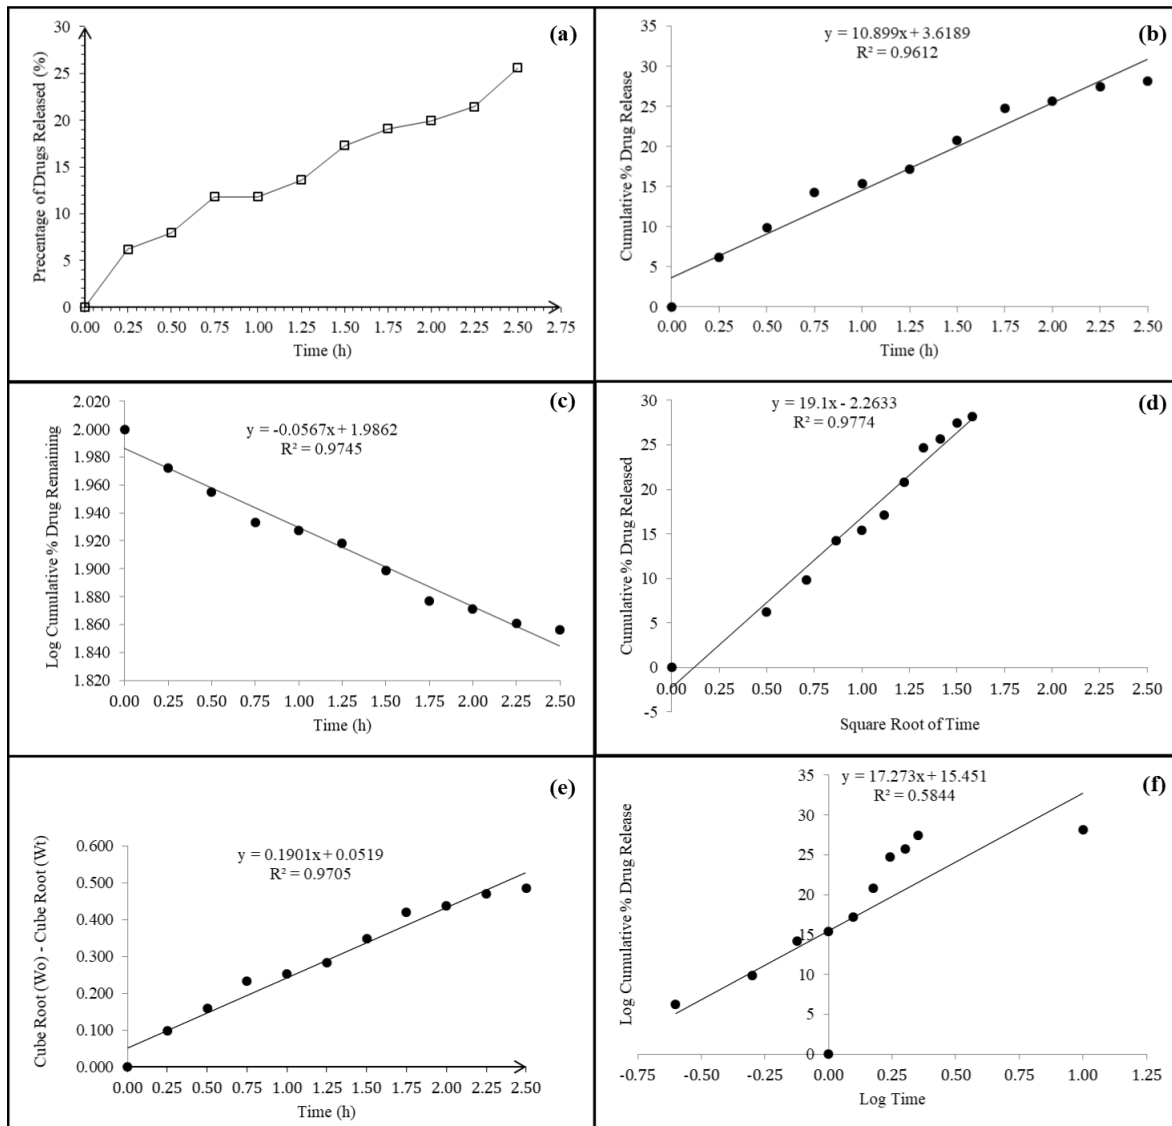 (a)
30
25
20
15
10
5
0
Precentage of Drugs Released (%)
0.00 0.25 0.50 0.75 1.00 1.25 1.50 1.75 2.00 2.25 2.50 2.75
Time (h)
(b)
y = 10.899x + 3.6189
R² = 0.9612
35
30
25
20
15
10
5
0
Cumulative % Drug Release
0.00 0.25 0.50 0.75 1.00 1.25 1.50 1.75 2.00 2.25 2.50
Time (h)
(c)
y = -0.0567x + 1.9862
R² = 0.9745
2.020
2.000
1.980
1.960
1.940
1.920
1.900
1.880
1.860
1.840
1.820
Log Cumulative % Drug Remaining
0.00 0.25 0.50 0.75 1.00 1.25 1.50 1.75 2.00 2.25 2.50
Time (h)
(d)
y = 19.1x - 2.2633
R² = 0.9774
30
25
20
15
10
5
0
-5
Cumulative % Drug Released
0.00 0.25 0.50 0.75 1.00 1.25 1.50 1.75 2.00 2.25 2.50
Square Root of Time
(e)
y = 0.1901x + 0.0519
R² = 0.9705
0.600
0.500
0.400
0.300
0.200
0.100
0.000
Cube Root (Wo) - Cube Root (Wt)
0.00 0.25 0.50 0.75 1.00 1.25 1.50 1.75 2.00 2.25 2.50
Time (h)
(f)
y = 17.273x + 15.451
R² = 0.5844
35
30
25
20
15
10
5
0
Log Cumulative % Drug Release
-0.75 -0.50 -0.25 0.00 0.25 0.50 0.75 1.00 1.25
Log Time